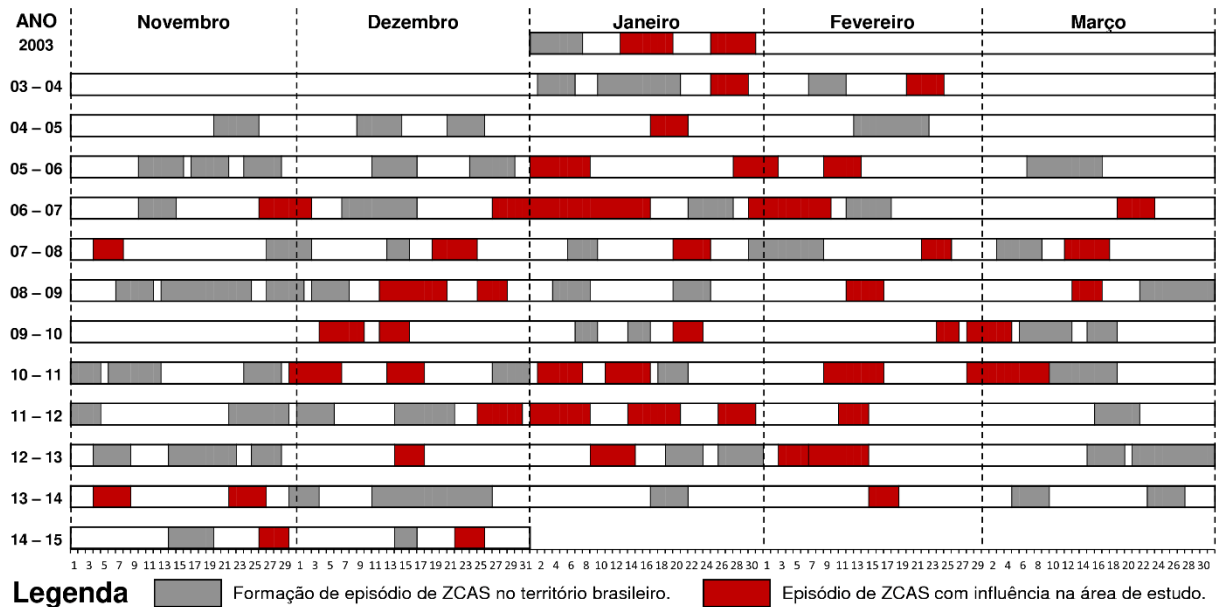 ANO Novembro Dezembro Janeiro Fevereiro Março
2003
03 – 04
04 – 05
05 – 06
06 – 07
07 – 08
08 – 09
09 – 10
10 – 11
11 – 12
12 – 13
13 – 14
14 – 15
1 3 5 7 9 11 13 15 17 19 21 23 25 27 29 1 3 5 7 9 11 13 15 17 19 21 23 25 27 29 31 2 4 6 8 10 12 14 16 18 20 22 24 26 28 30 1 3 5 7 9 11 13 15 17 19 21 23 25 27 29 2 4 6 8 10 12 14 16 18 20 22 24 26 28 30
Legenda Formação de episódio de ZCAS no território brasileiro. Episódio de ZCAS com influência na área de estudo.